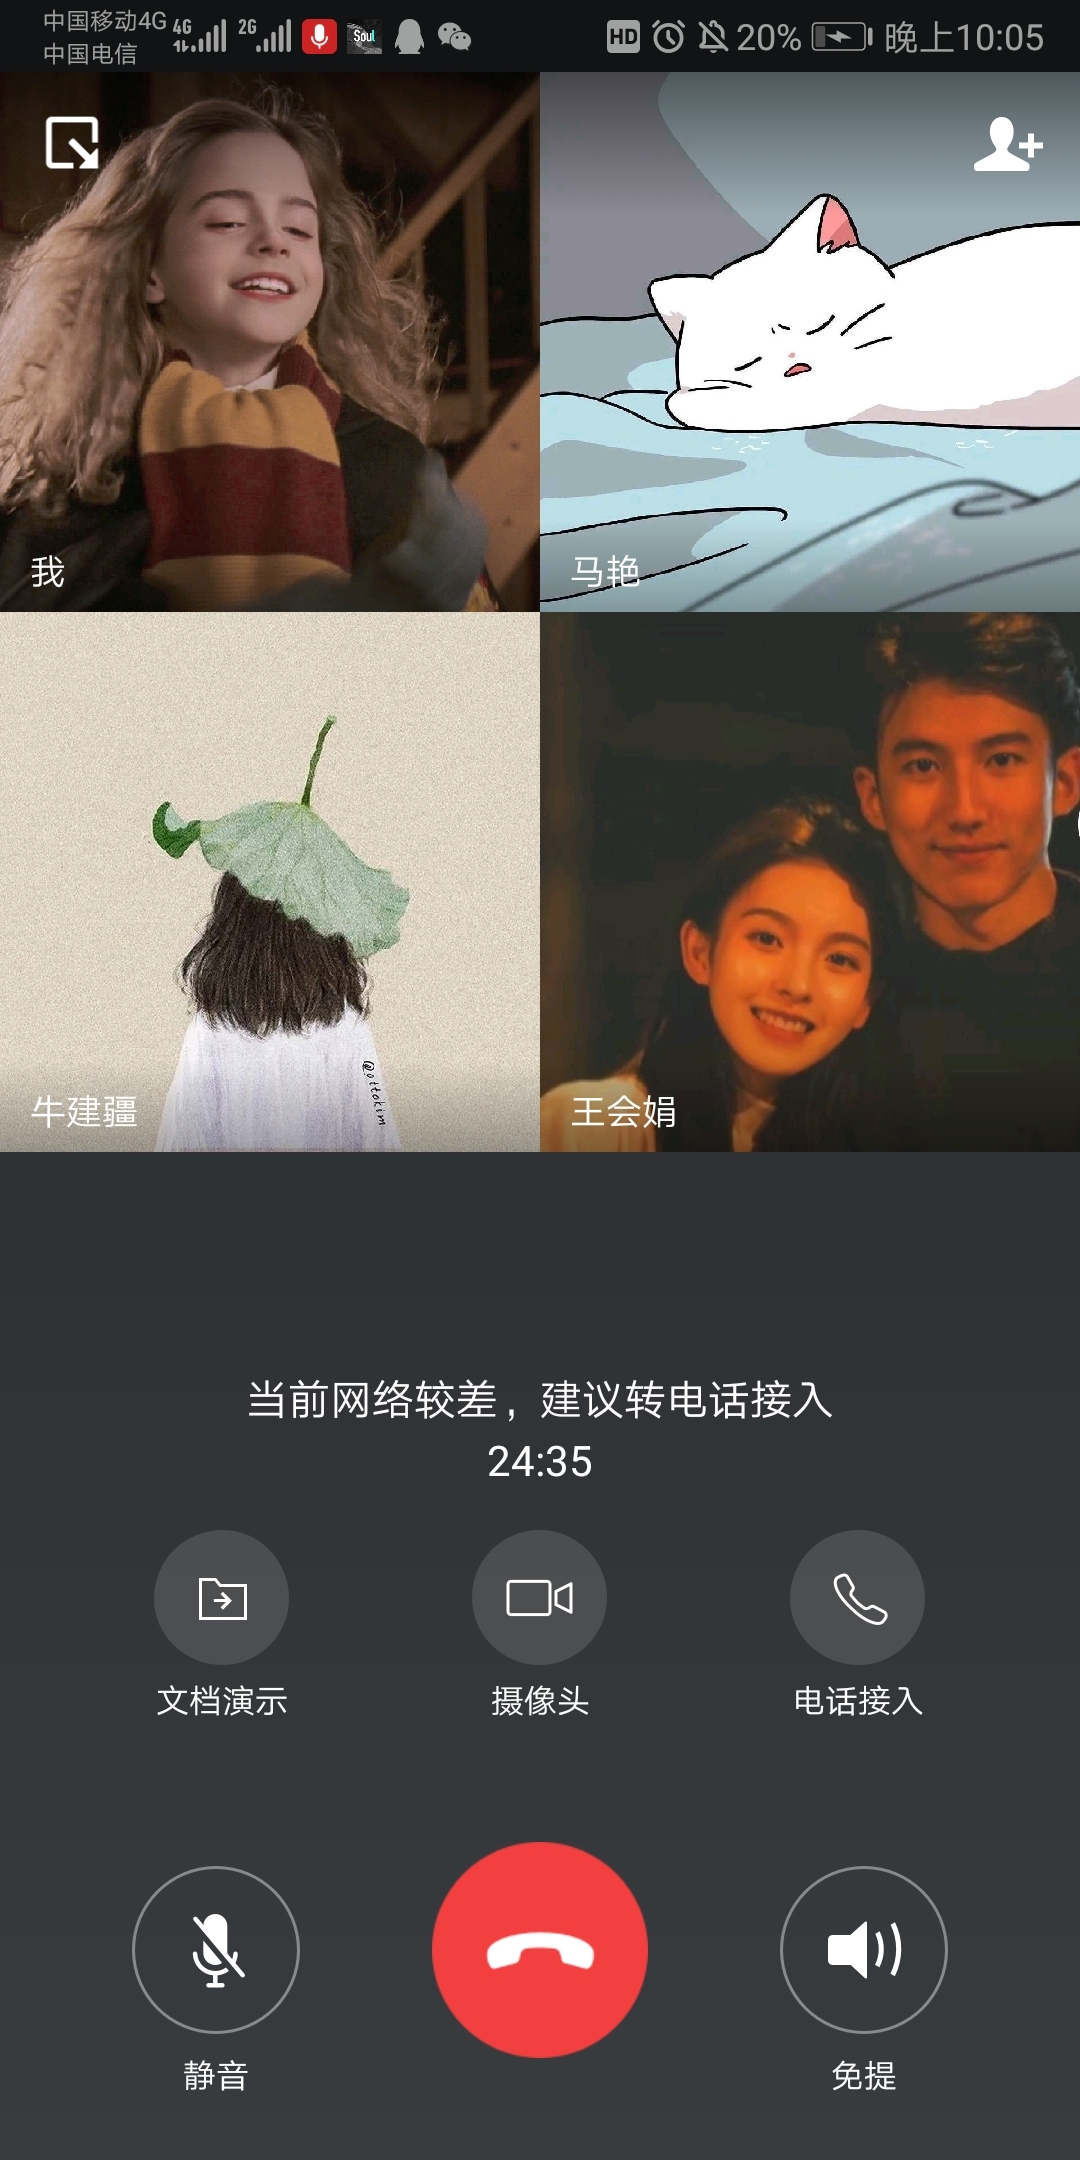 中国移动4G 4G 2G Soul HD 20% 晚上10:05
中国电信
我
马艳
@ottokim
牛建疆
王会娟
当前网络较差，建议转电话接入
24:35
文档演示
摄像头
电话接入
静音
免提